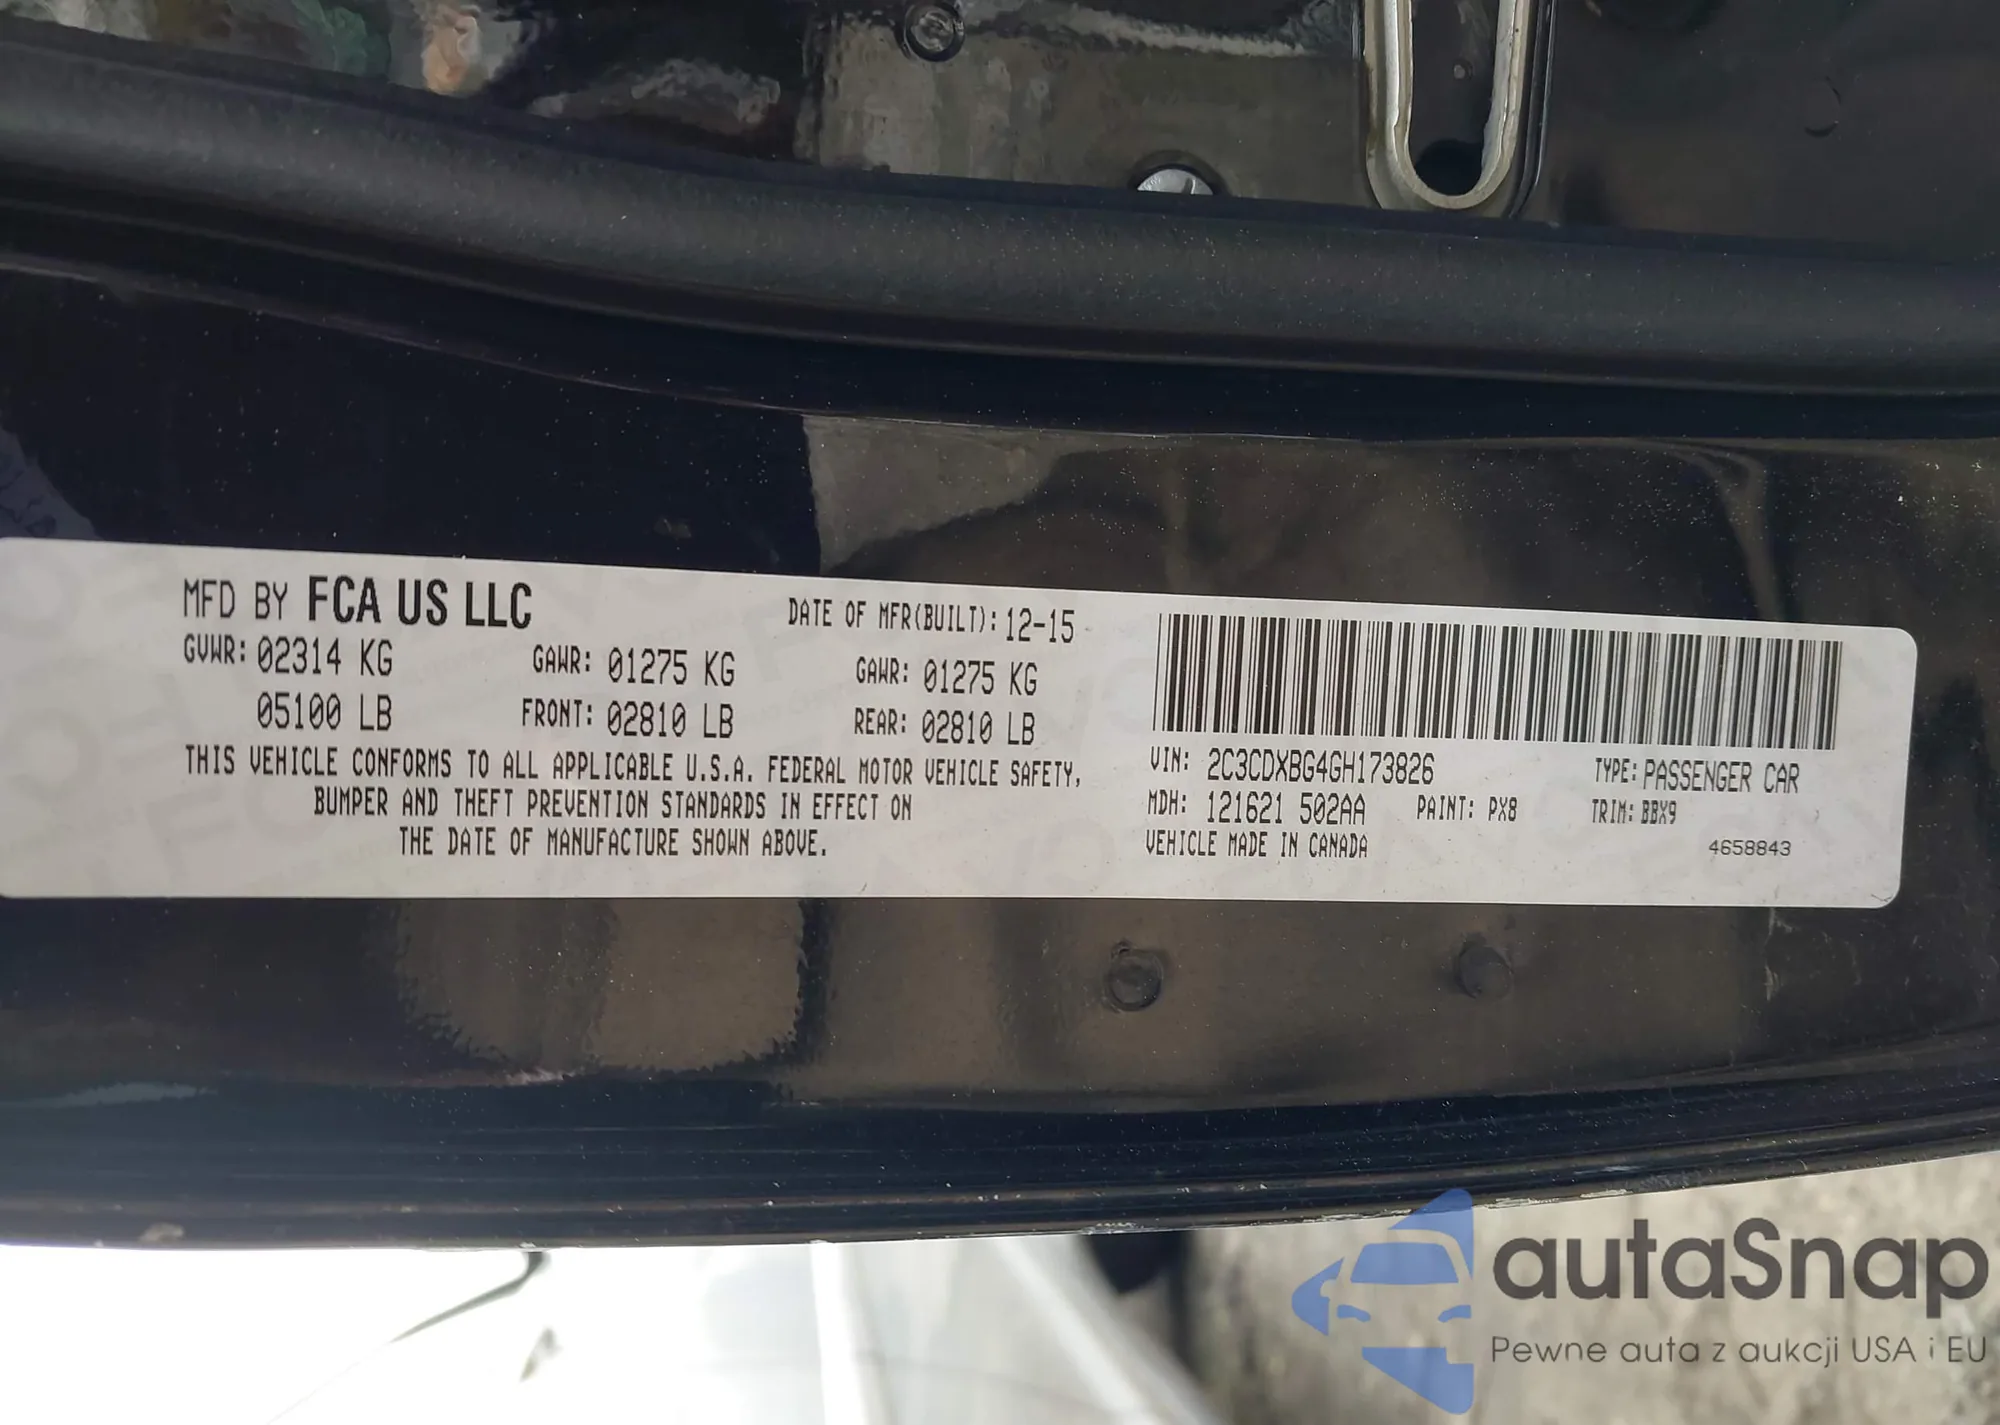 MFD BY FCA US LLC
DATE OF MFR(BUILT): 12-15
GVWR: 02314 KG GAWR: 01275 KG GAWR: 01275 KG
05100 LB FRONT: 02810 LB REAR: 02810 LB
THIS VEHICLE CONFORMS TO ALL APPLICABLE U.S.A. FEDERAL MOTOR VEHICLE SAFETY,
BUMPER AND THEFT PREVENTION STANDARDS IN EFFECT ON
THE DATE OF MANUFACTURE SHOWN ABOVE.
VIN: 2C3CDXBG4GH173826 TYPE: PASSENGER CAR
MDH: 121621 502AA PAINT: PX8 TRIM: BBX9
VEHICLE MADE IN CANADA 4658843
autaSnap
Pewne auta z aukcji USA i EU